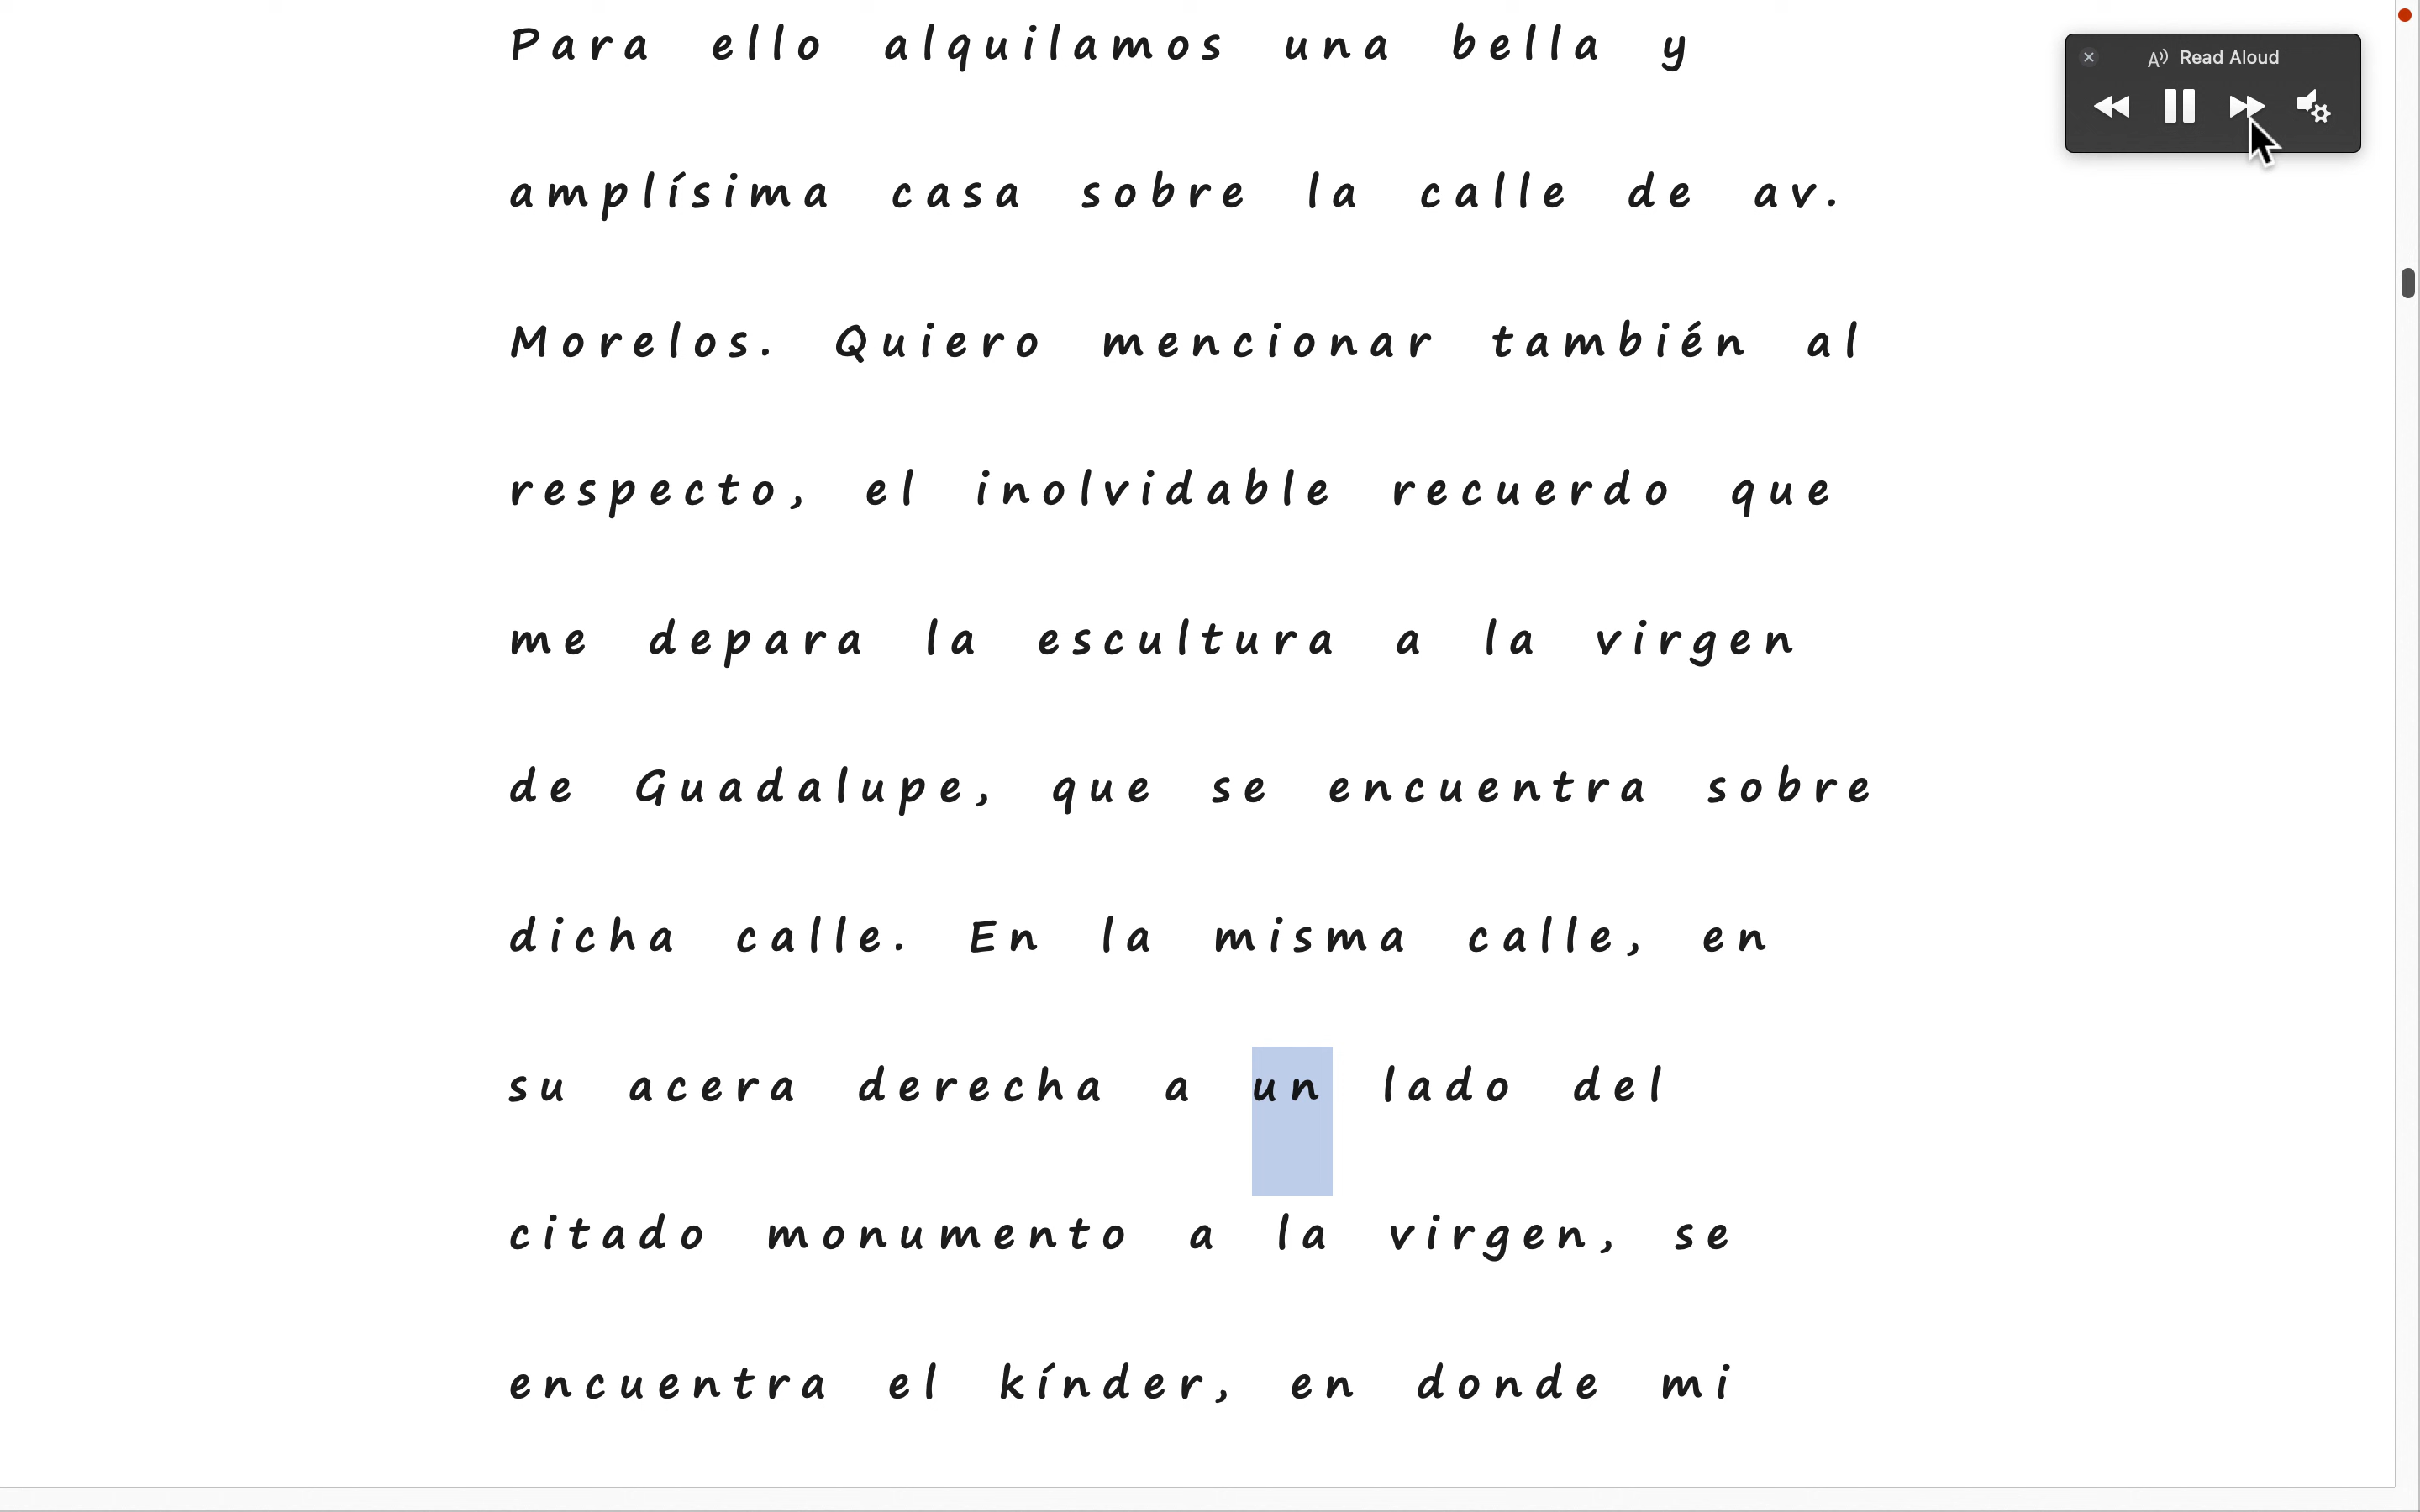 Para ello alquilamos una bella y
Read Aloud
amplísima casa sobre la calle de av.
Morelos. Quiero mencionar también al
respecto, el inolvidable recuerdo que
me depara la escultura a la virgen
de Guadalupe, que se encuentra sobre
dicha calle. En la misma calle, en
su acera derecha a un lado del
citado monumento a la virgen, se
encuentra el kínder, en donde mi